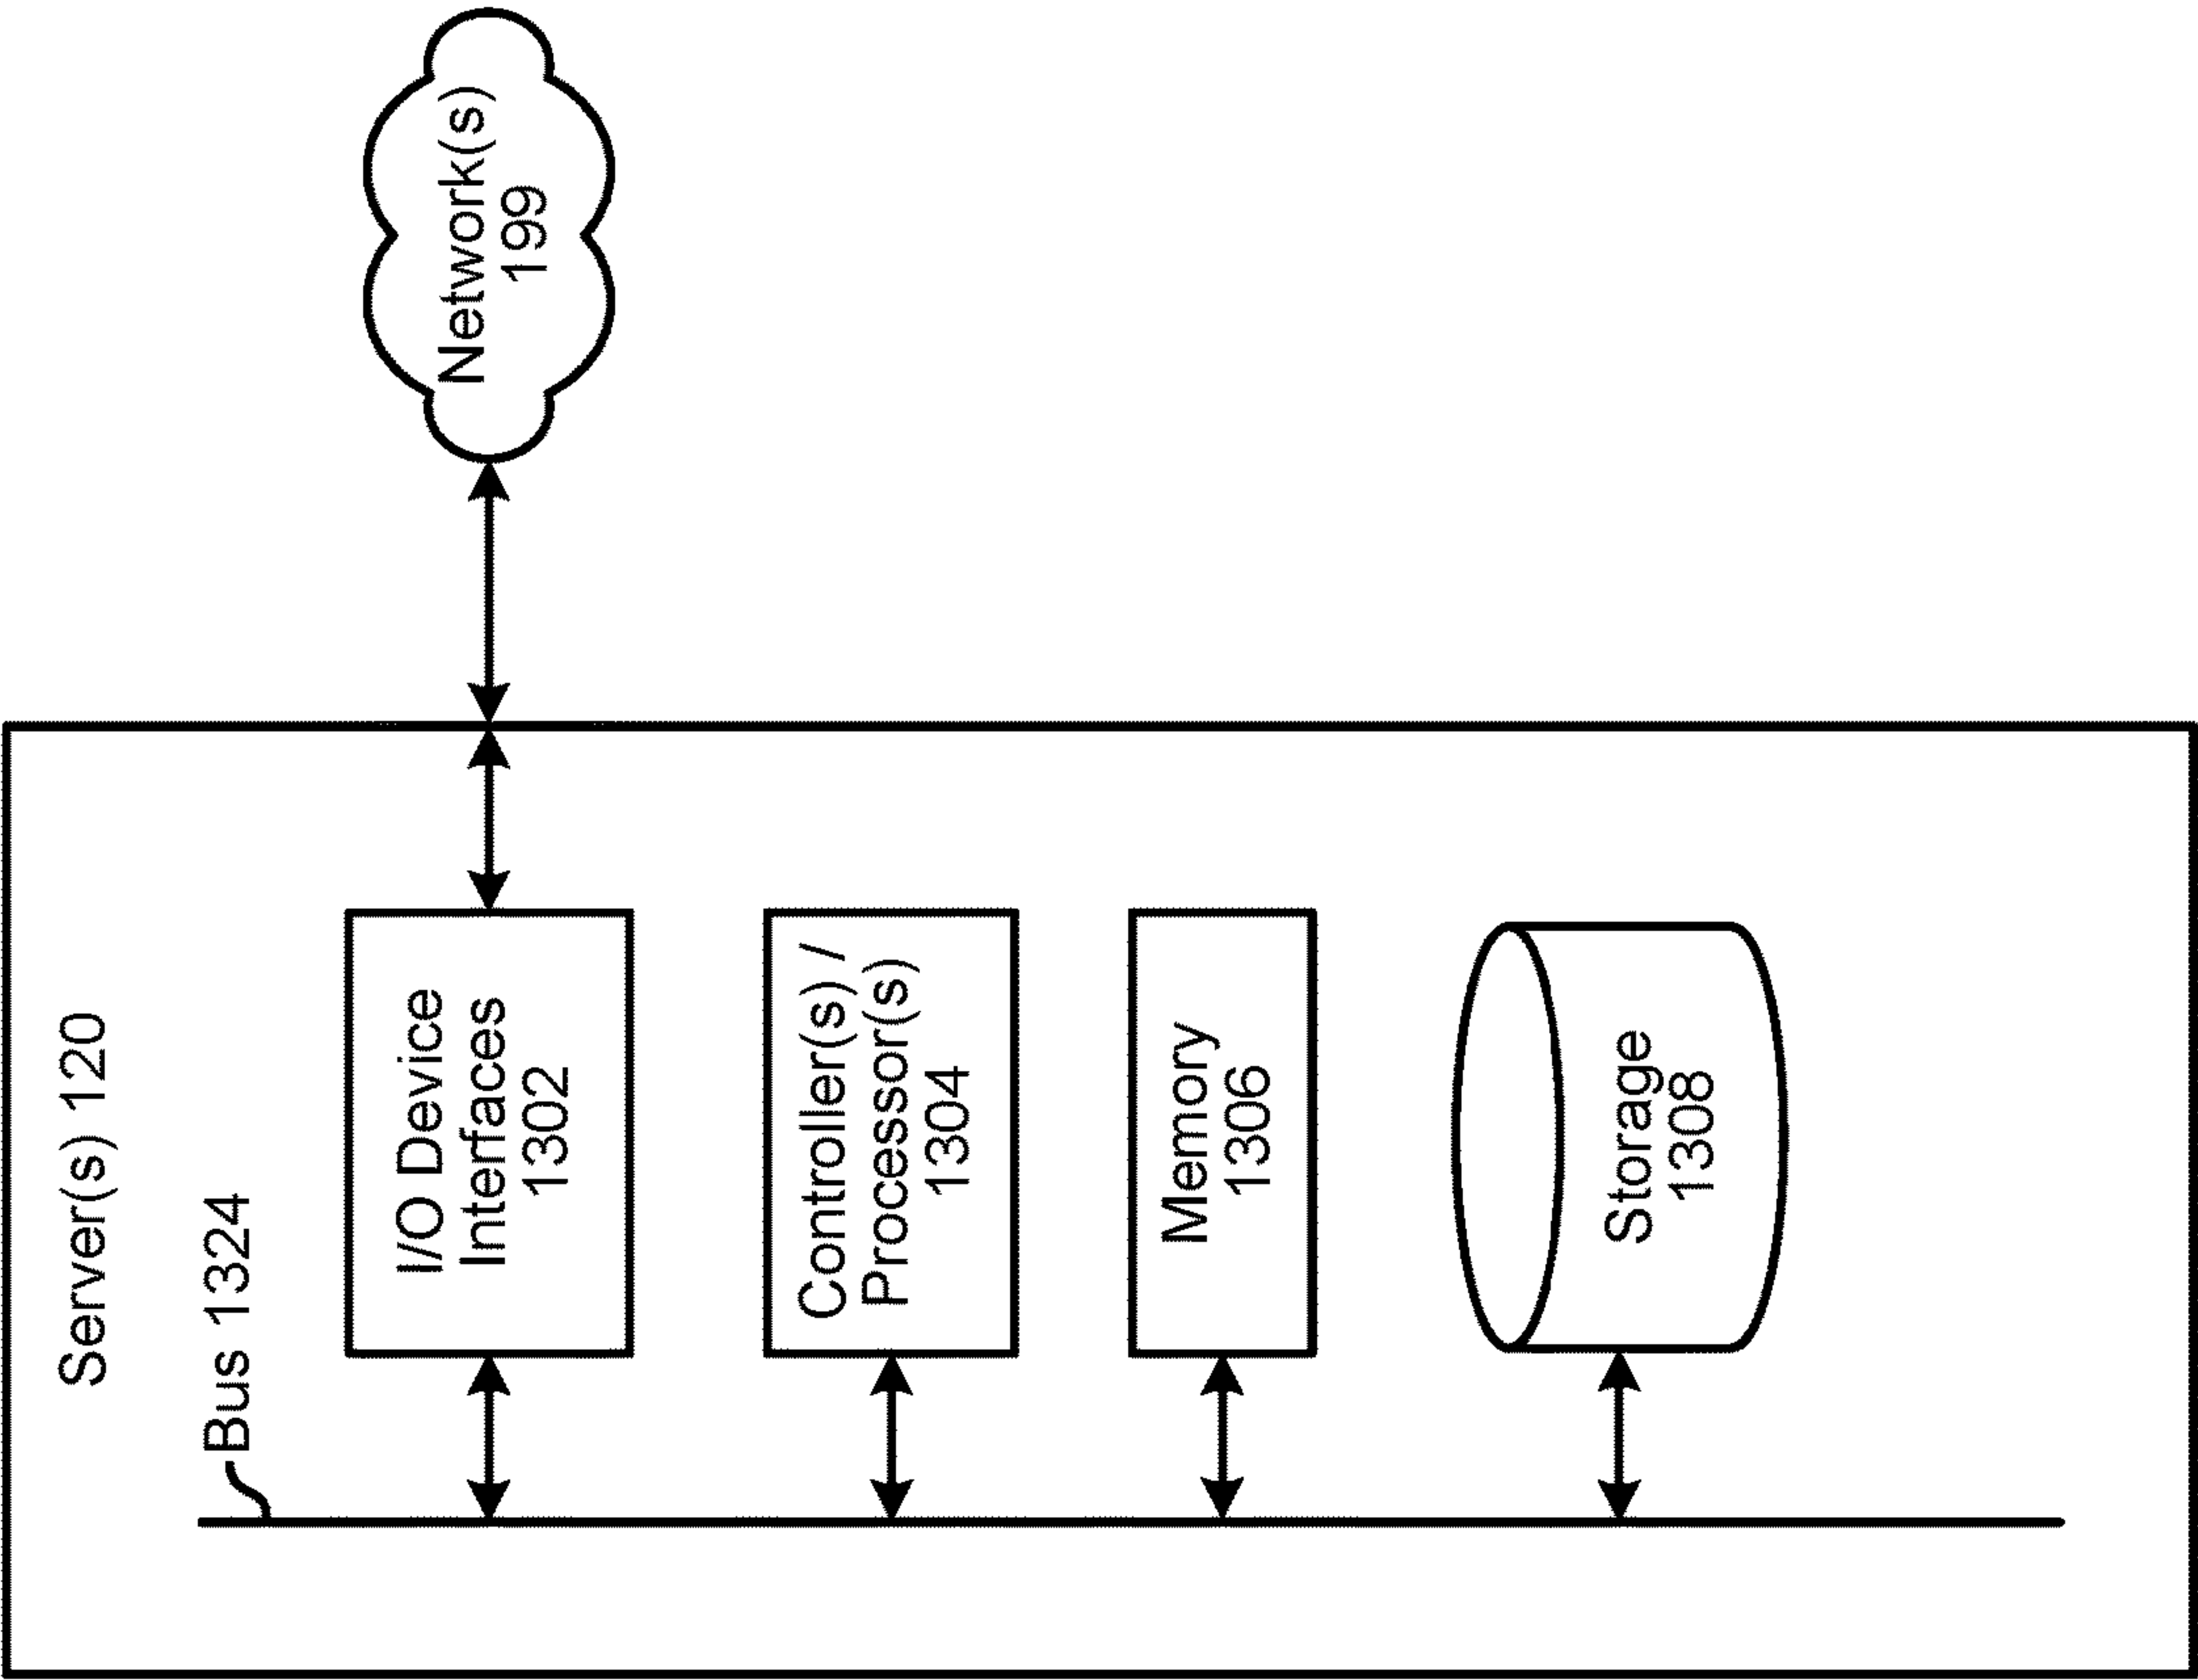 Server(s) 120
Bus 1324
I/O Device
Interfaces
1302
Network(s)
199
Controller(s) /
Processor(s)
1304
Memory
1306
Storage
1308